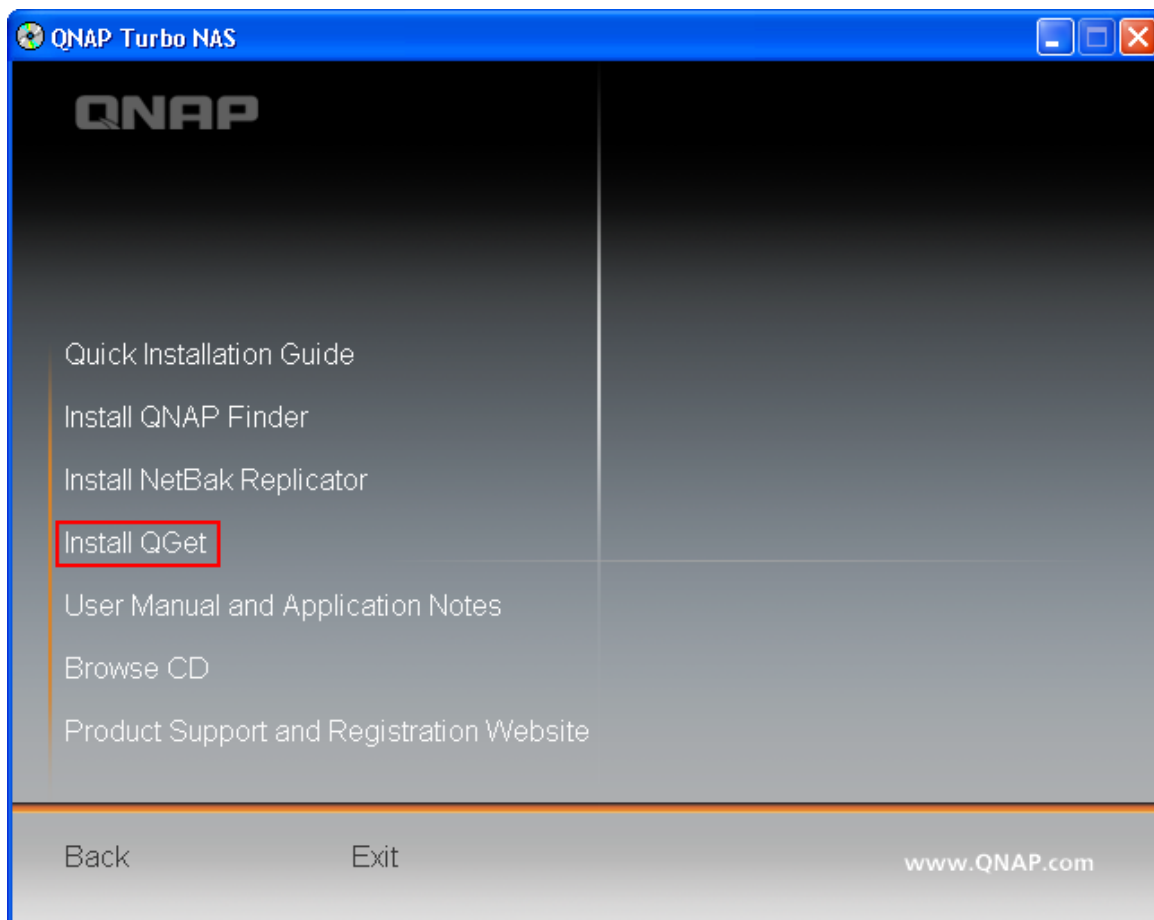 QNAP Turbo NAS
QNAP
Quick Installation Guide
Install QNAP Finder
Install NetBak Replicator
Install QGet
User Manual and Application Notes
Browse CD
Product Support and Registration Website
Back Exit www.QNAP.com